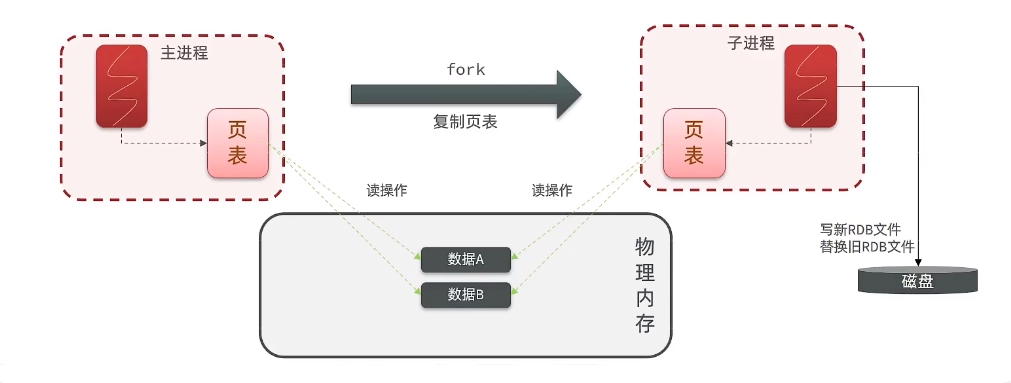 主进程
子进程
fork
复制页表
页
表
页
表
读操作
读操作
物
理
内
存
数据A
数据B
写新RDB文件
替换旧RDB文件
磁盘